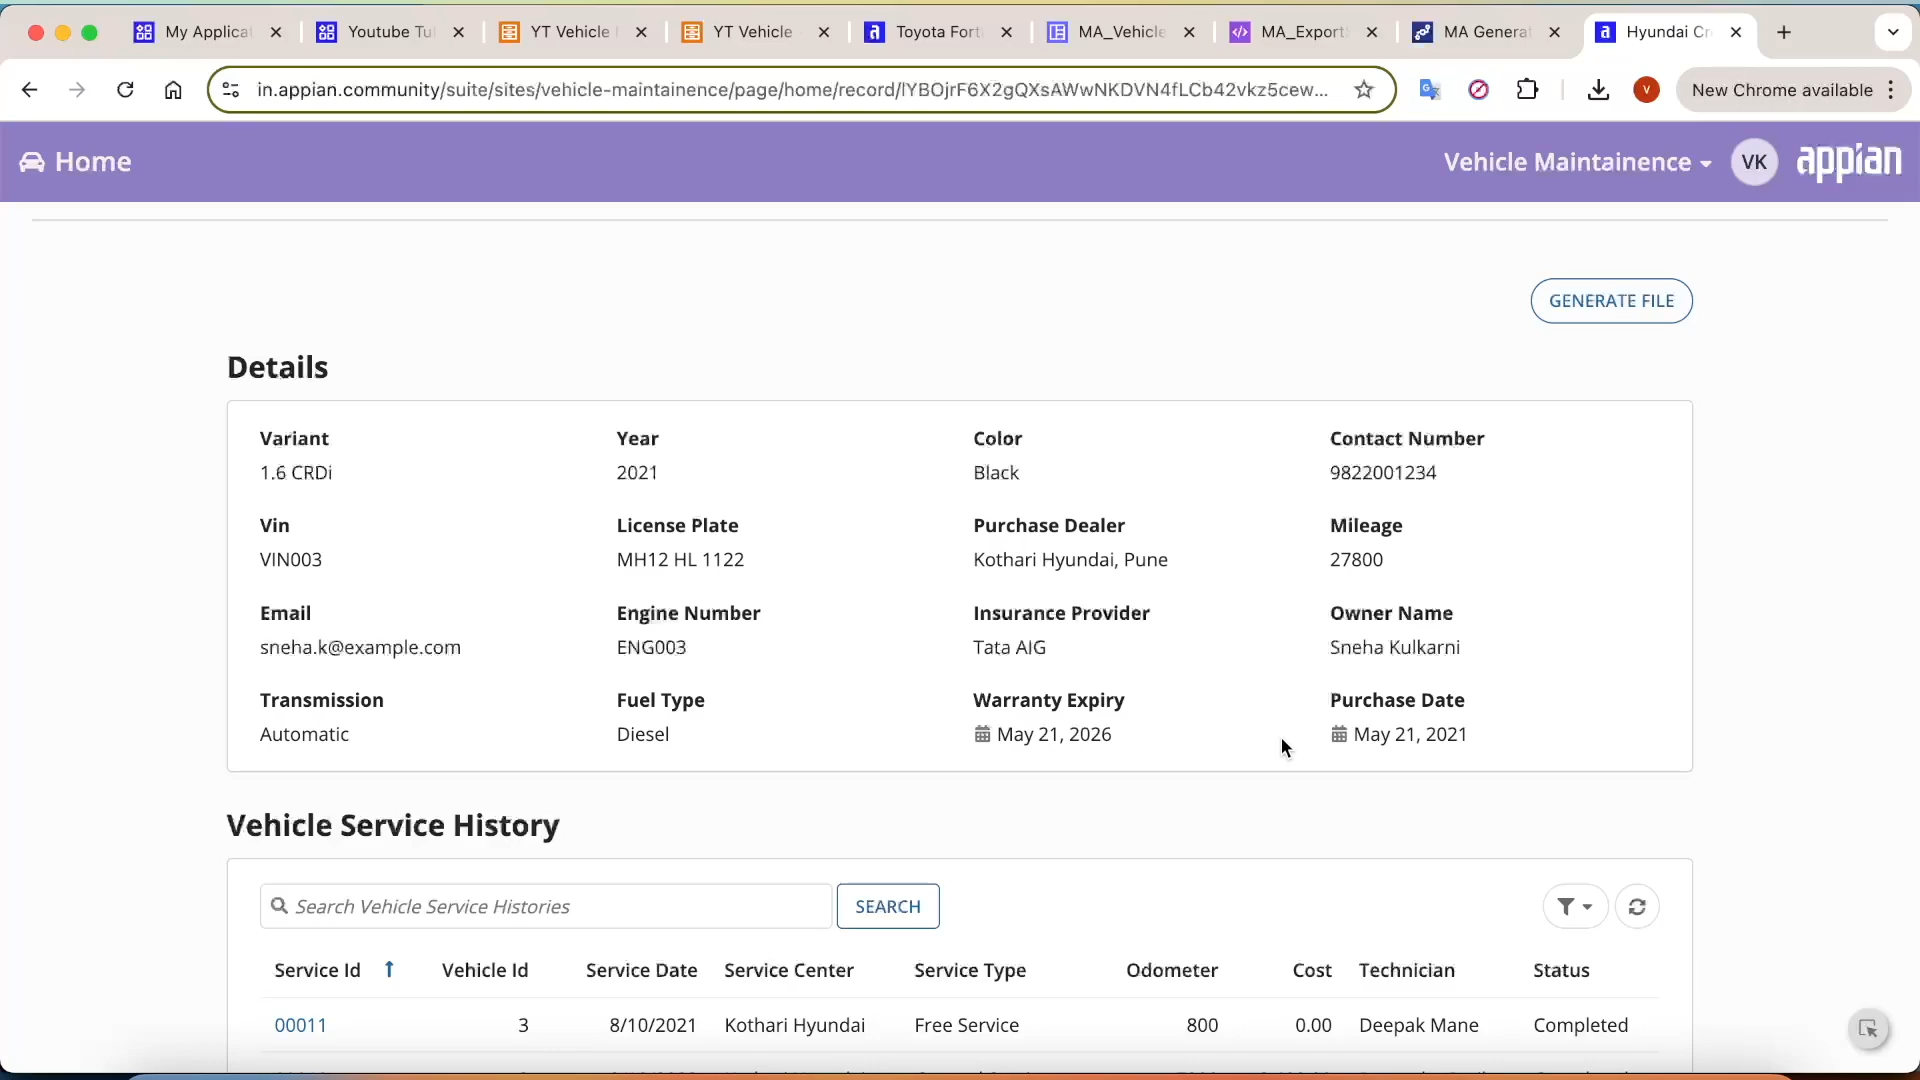 My Applica
Youtube Tu
YT Vehicle
YT Vehicle
Toyota Fort
MA_Vehicle
MA_Export
MA Genera
Hyundai Cr
in.appian.community/suite/sites/vehicle-maintainence/page/home/record/lYBOjrF6X2gQXsAWwNKDVN4fLCb42vkz5cew...
V
New Chrome available
Home
Vehicle Maintainence
VK
appian
GENERATE FILE
Details
Variant Year Color Contact Number
1.6 CRDi 2021 Black 9822001234
Vin License Plate Purchase Dealer Mileage
VIN003 MH12 HL 1122 Kothari Hyundai, Pune 27800
Email Engine Number Insurance Provider Owner Name
sneha.k@example.com ENG003 Tata AIG Sneha Kulkarni
Transmission Fuel Type Warranty Expiry Purchase Date
Automatic Diesel May 21, 2026 May 21, 2021
Vehicle Service History
Search Vehicle Service Histories SEARCH
Service Id Vehicle Id Service Date Service Center Service Type Odometer Cost Technician Status
00011 3 8/10/2021 Kothari Hyundai Free Service 800 0.00 Deepak Mane Completed